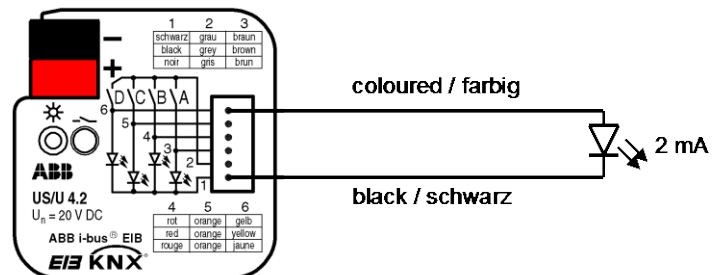 1 2 3
schwarz grau braun
black grey brown
noir gris brun
−
+
D C B A
6
5
4
3
2
1
coloured / farbig
2 mA
black / schwarz
ABB
US/U 4.2
Un = 20 V DC
ABB i-bus® EIB
EIB KNX®
4 5 6
rot orange gelb
red orange yellow
rouge orange jaune